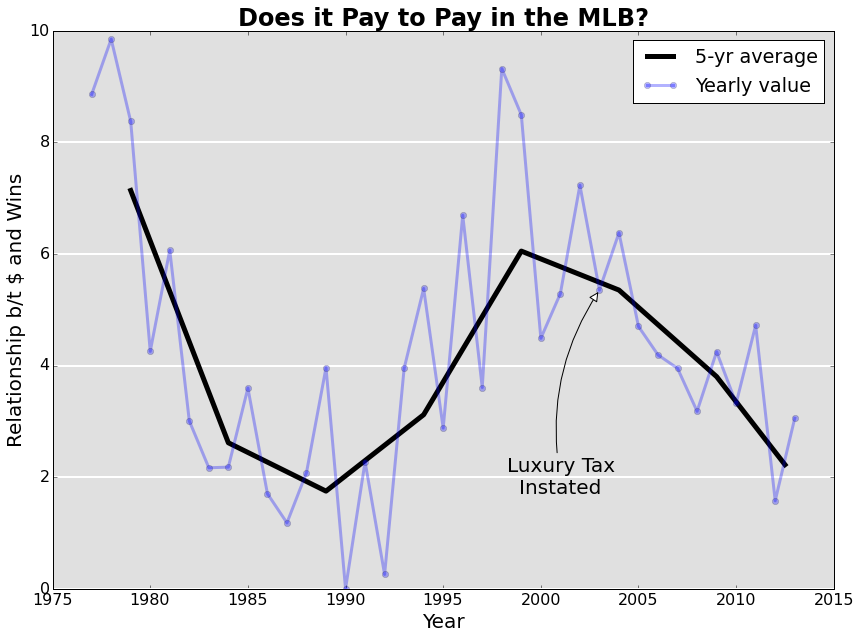 Does it Pay to Pay in the MLB?
10
8
6
4
2
0
Relationship b/t $ and Wins
5-yr average
Yearly value
Luxury Tax
Instated
1975 1980 1985 1990 1995 2000 2005 2010 2015
Year